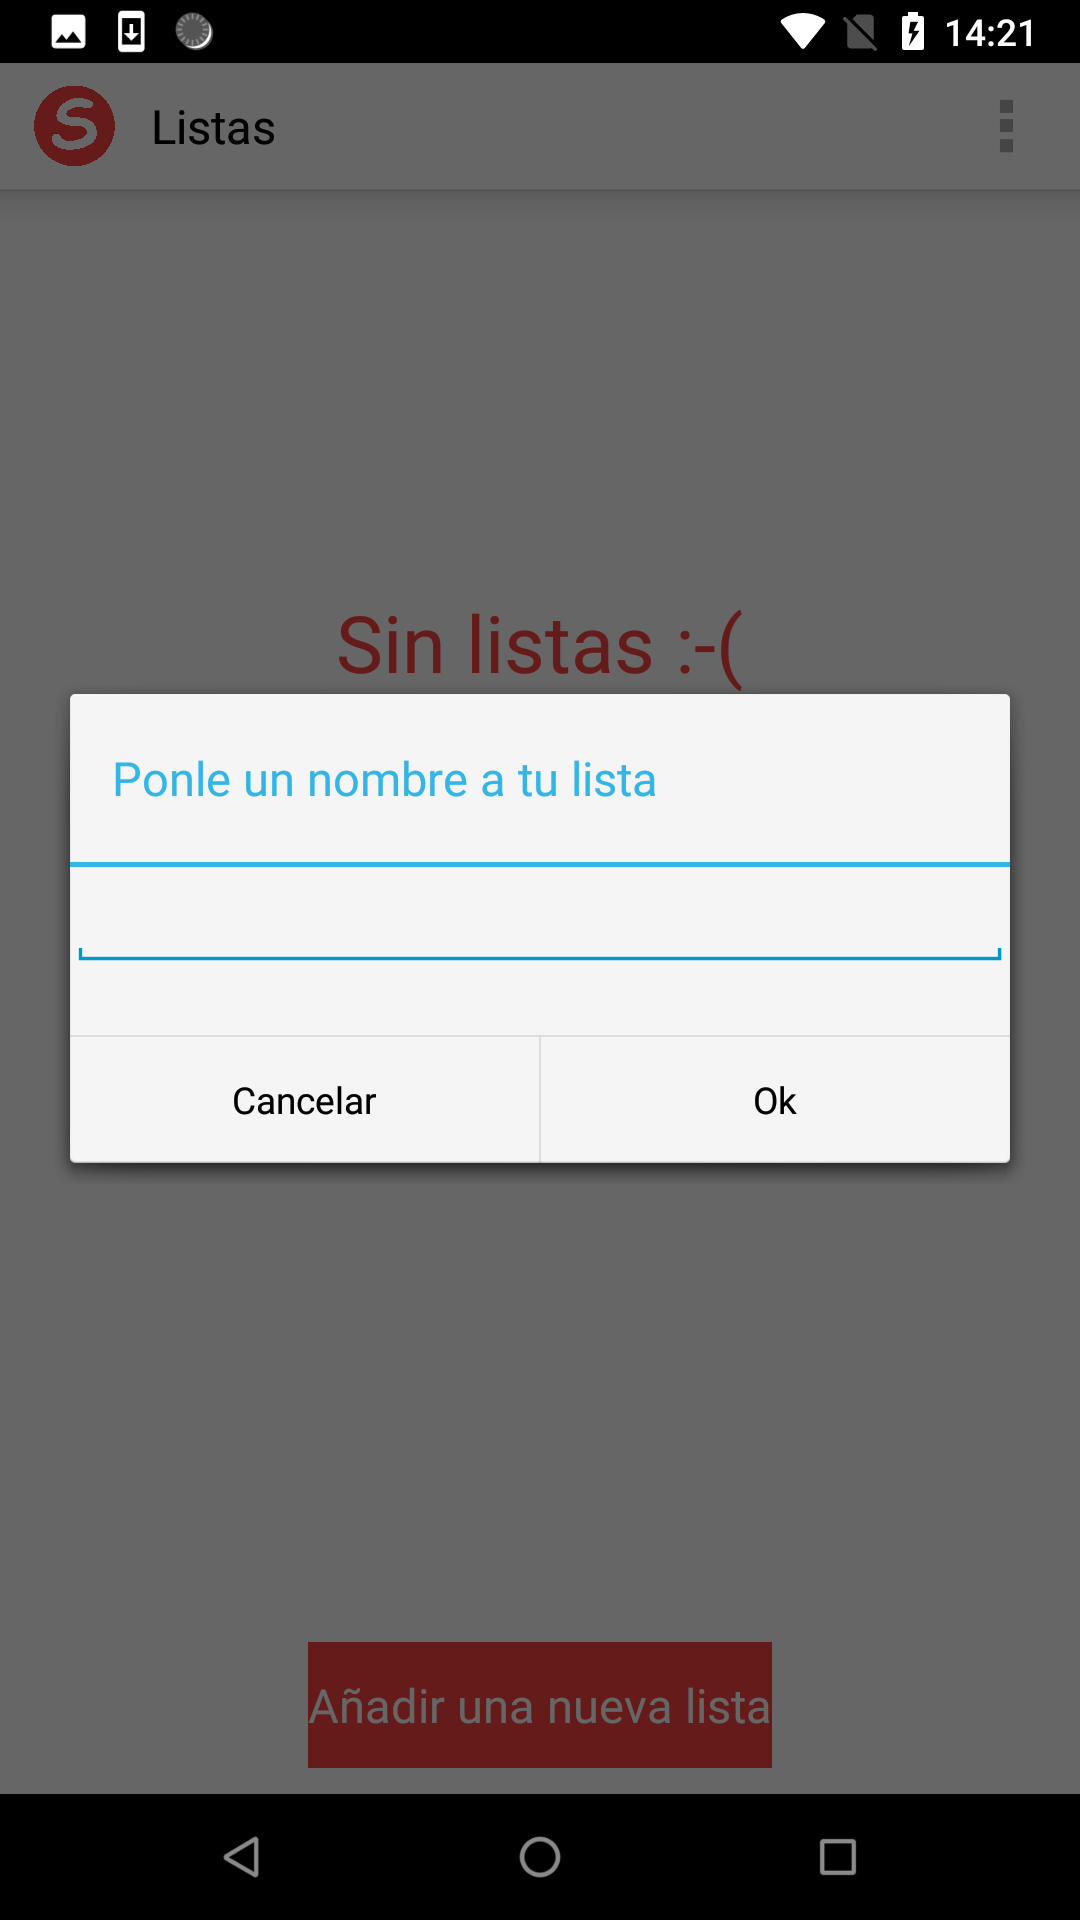 14:21
S Listas
Sin listas :-(
Ponle un nombre a tu lista
Cancelar
Ok
Añadir una nueva lista